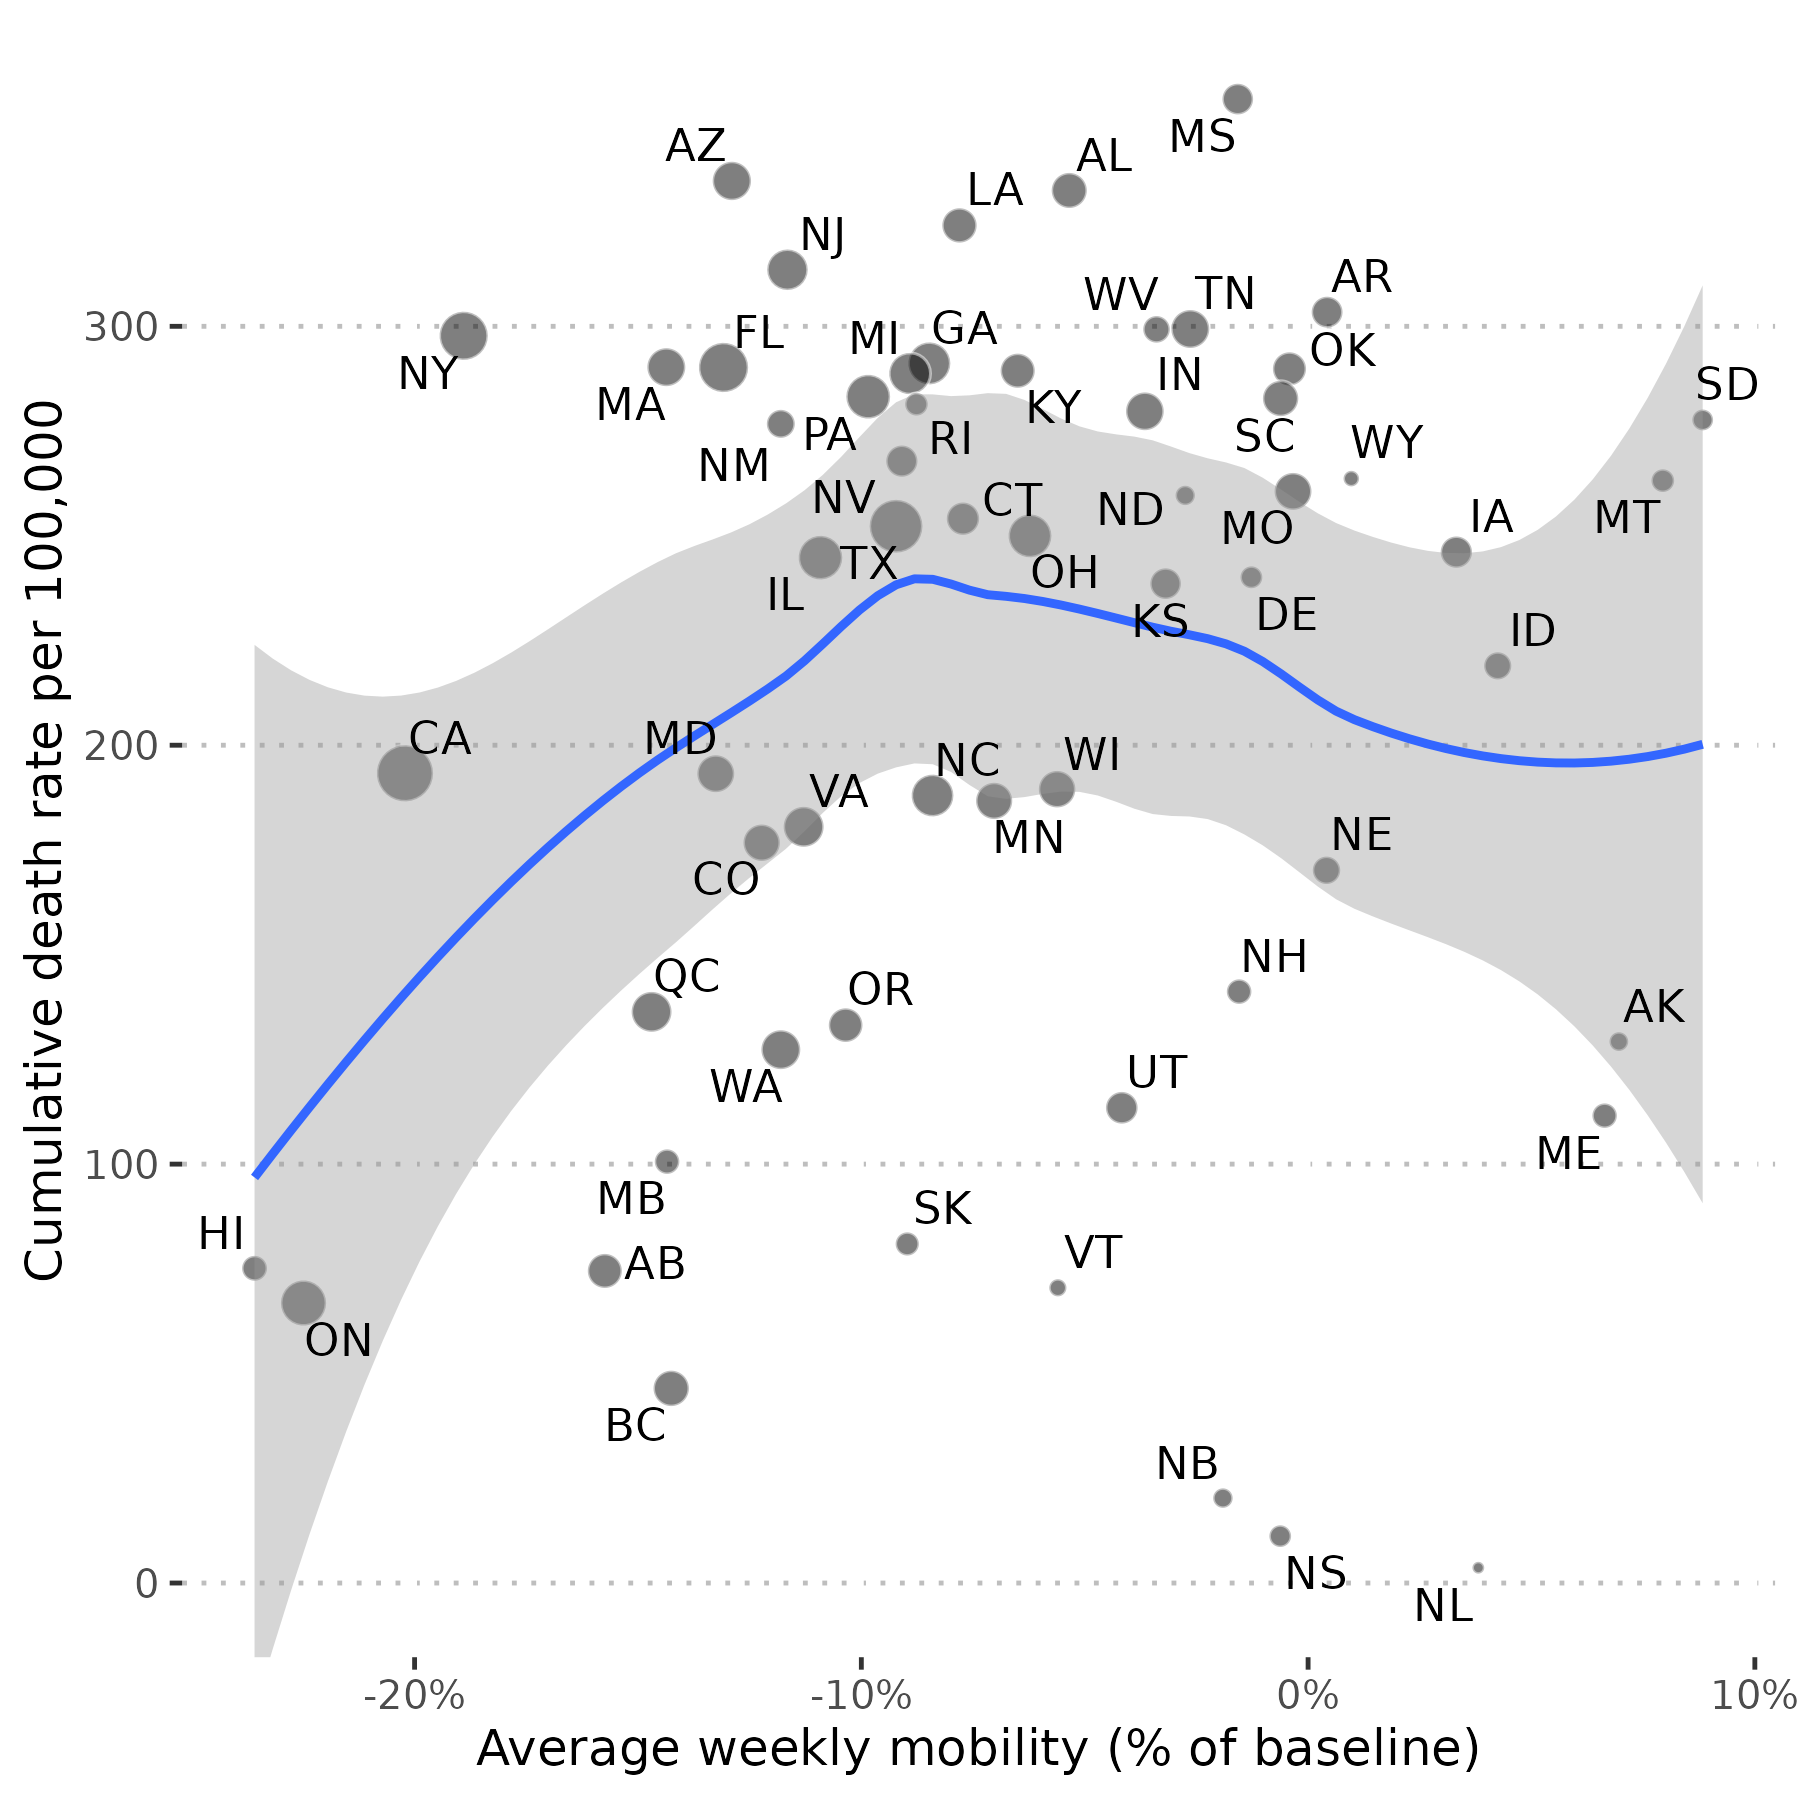 MS
AZ
AL
LA
NJ
AR
WV
TN
300
FL
MI
GA
OK
NY
IN
SD
MA
KY
PA
RI
SC
WY
NM
NV
CT
ND
MO
IA
MT
TX
OH
IL
KS
DE
ID
Cumulative death rate per 100,000
CA
MD
200
NC
WI
VA
MN
NE
CO
NH
QC
OR
AK
WA
UT
ME
100
MB
SK
HI
VT
AB
ON
BC
NB
NS
0
NL
-20%
-10%
0%
10%
Average weekly mobility (% of baseline)